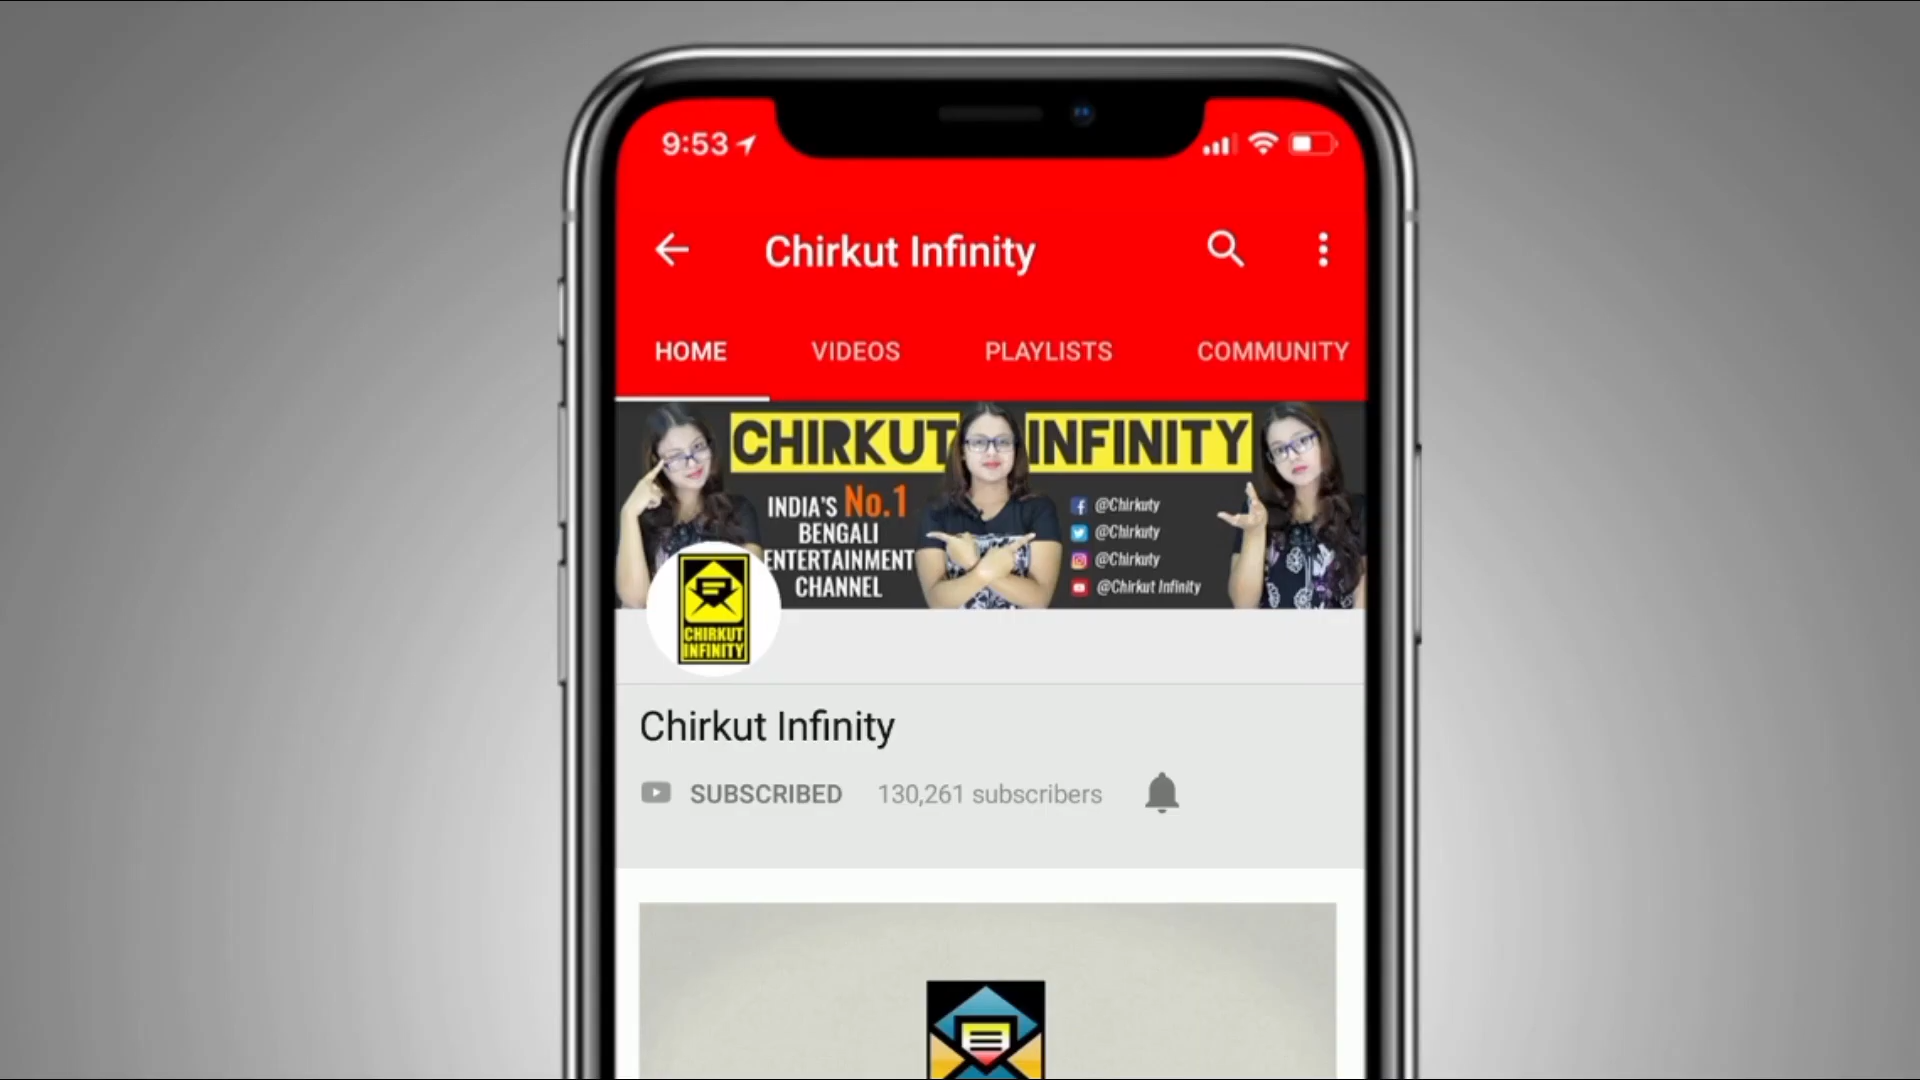 9:53
Chirkut Infinity
HOME VIDEOS PLAYLISTS COMMUNITY
CHIRKUT INFINITY
INDIA'S No.1
BENGALI
ENTERTAINMENT
CHANNEL
@Chirkuty
@Chirkuty
@Chirkuty
@Chirkut Infinity
CHIRKUT
INFINITY
Chirkut Infinity
SUBSCRIBED 130,261 subscribers